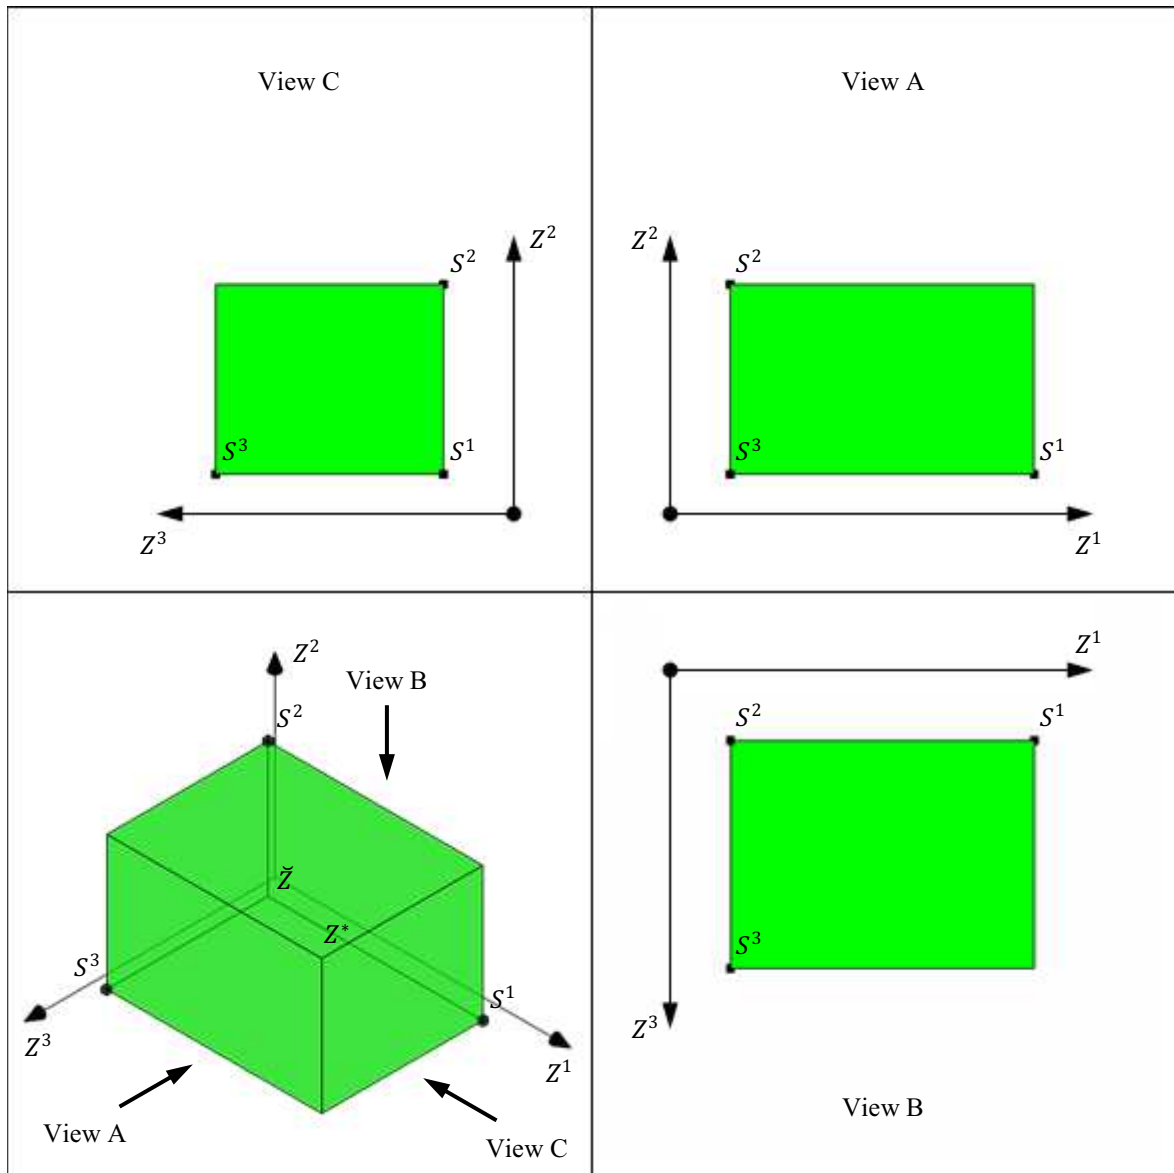 View C
Z²
S²
S³
S¹
Z³
View A
Z²
S²
S³
S¹
Z¹
Z²
View B
S²
Z̆
Z*
S³
S¹
Z³
Z¹
View A
View C
Z¹
S²
S¹
S³
Z³
View B